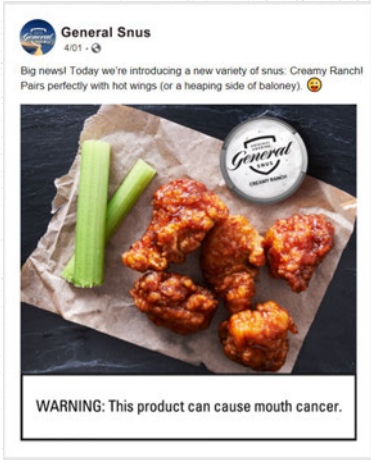 General Snus
4/01
Big news! Today we're introducing a new variety of snus: Creamy Ranch!
Pairs perfectly with hot wings (or a heaping side of baloney). 😜
General
SNUS
CREAMY RANCH
WARNING: This product can cause mouth cancer.